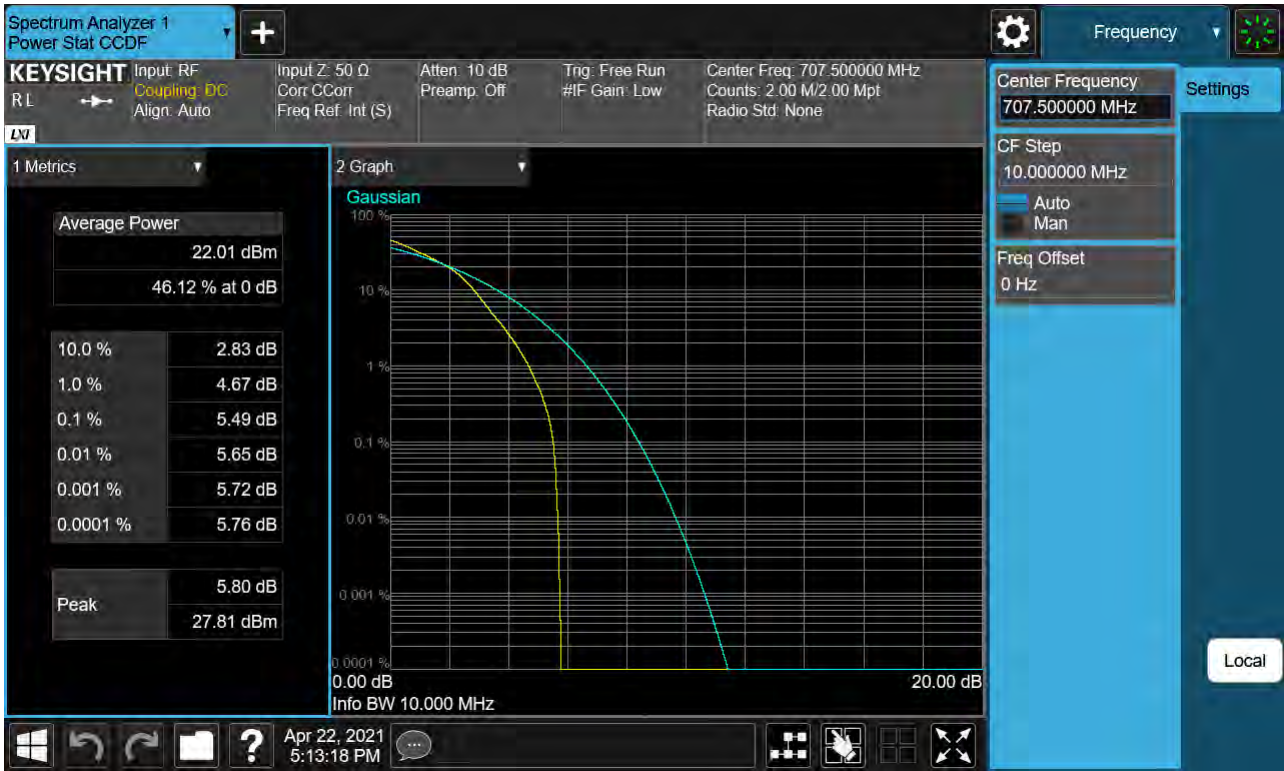 Spectrum Analyzer 1
Power Stat CCDF
+
Frequency
KEYSIGHT
RL
LXI
Input: RF
Coupling: DC
Align: Auto
Input Z: 50 Ω
Corr CCorr
Freq Ref: Int (S)
Atten: 10 dB
Preamp: Off
Trig: Free Run
#IF Gain: Low
Center Freq: 707.500000 MHz
Counts: 2.00 M/2.00 Mpt
Radio Std: None
Center Frequency
707.500000 MHz
Settings
CF Step
10.000000 MHz
Auto
Man
Freq Offset
0 Hz
Local
1 Metrics
Average Power
22.01 dBm
46.12 % at 0 dB
10.0 % 2.83 dB
1.0 % 4.67 dB
0.1 % 5.49 dB
0.01 % 5.65 dB
0.001 % 5.72 dB
0.0001 % 5.76 dB
Peak
5.80 dB
27.81 dBm
2 Graph
Gaussian
100 %
10 %
1 %
0.1 %
0.01 %
0.001 %
0.0001 %
0.00 dB 20.00 dB
Info BW 10.000 MHz
?
Apr 22, 2021
5:13:18 PM